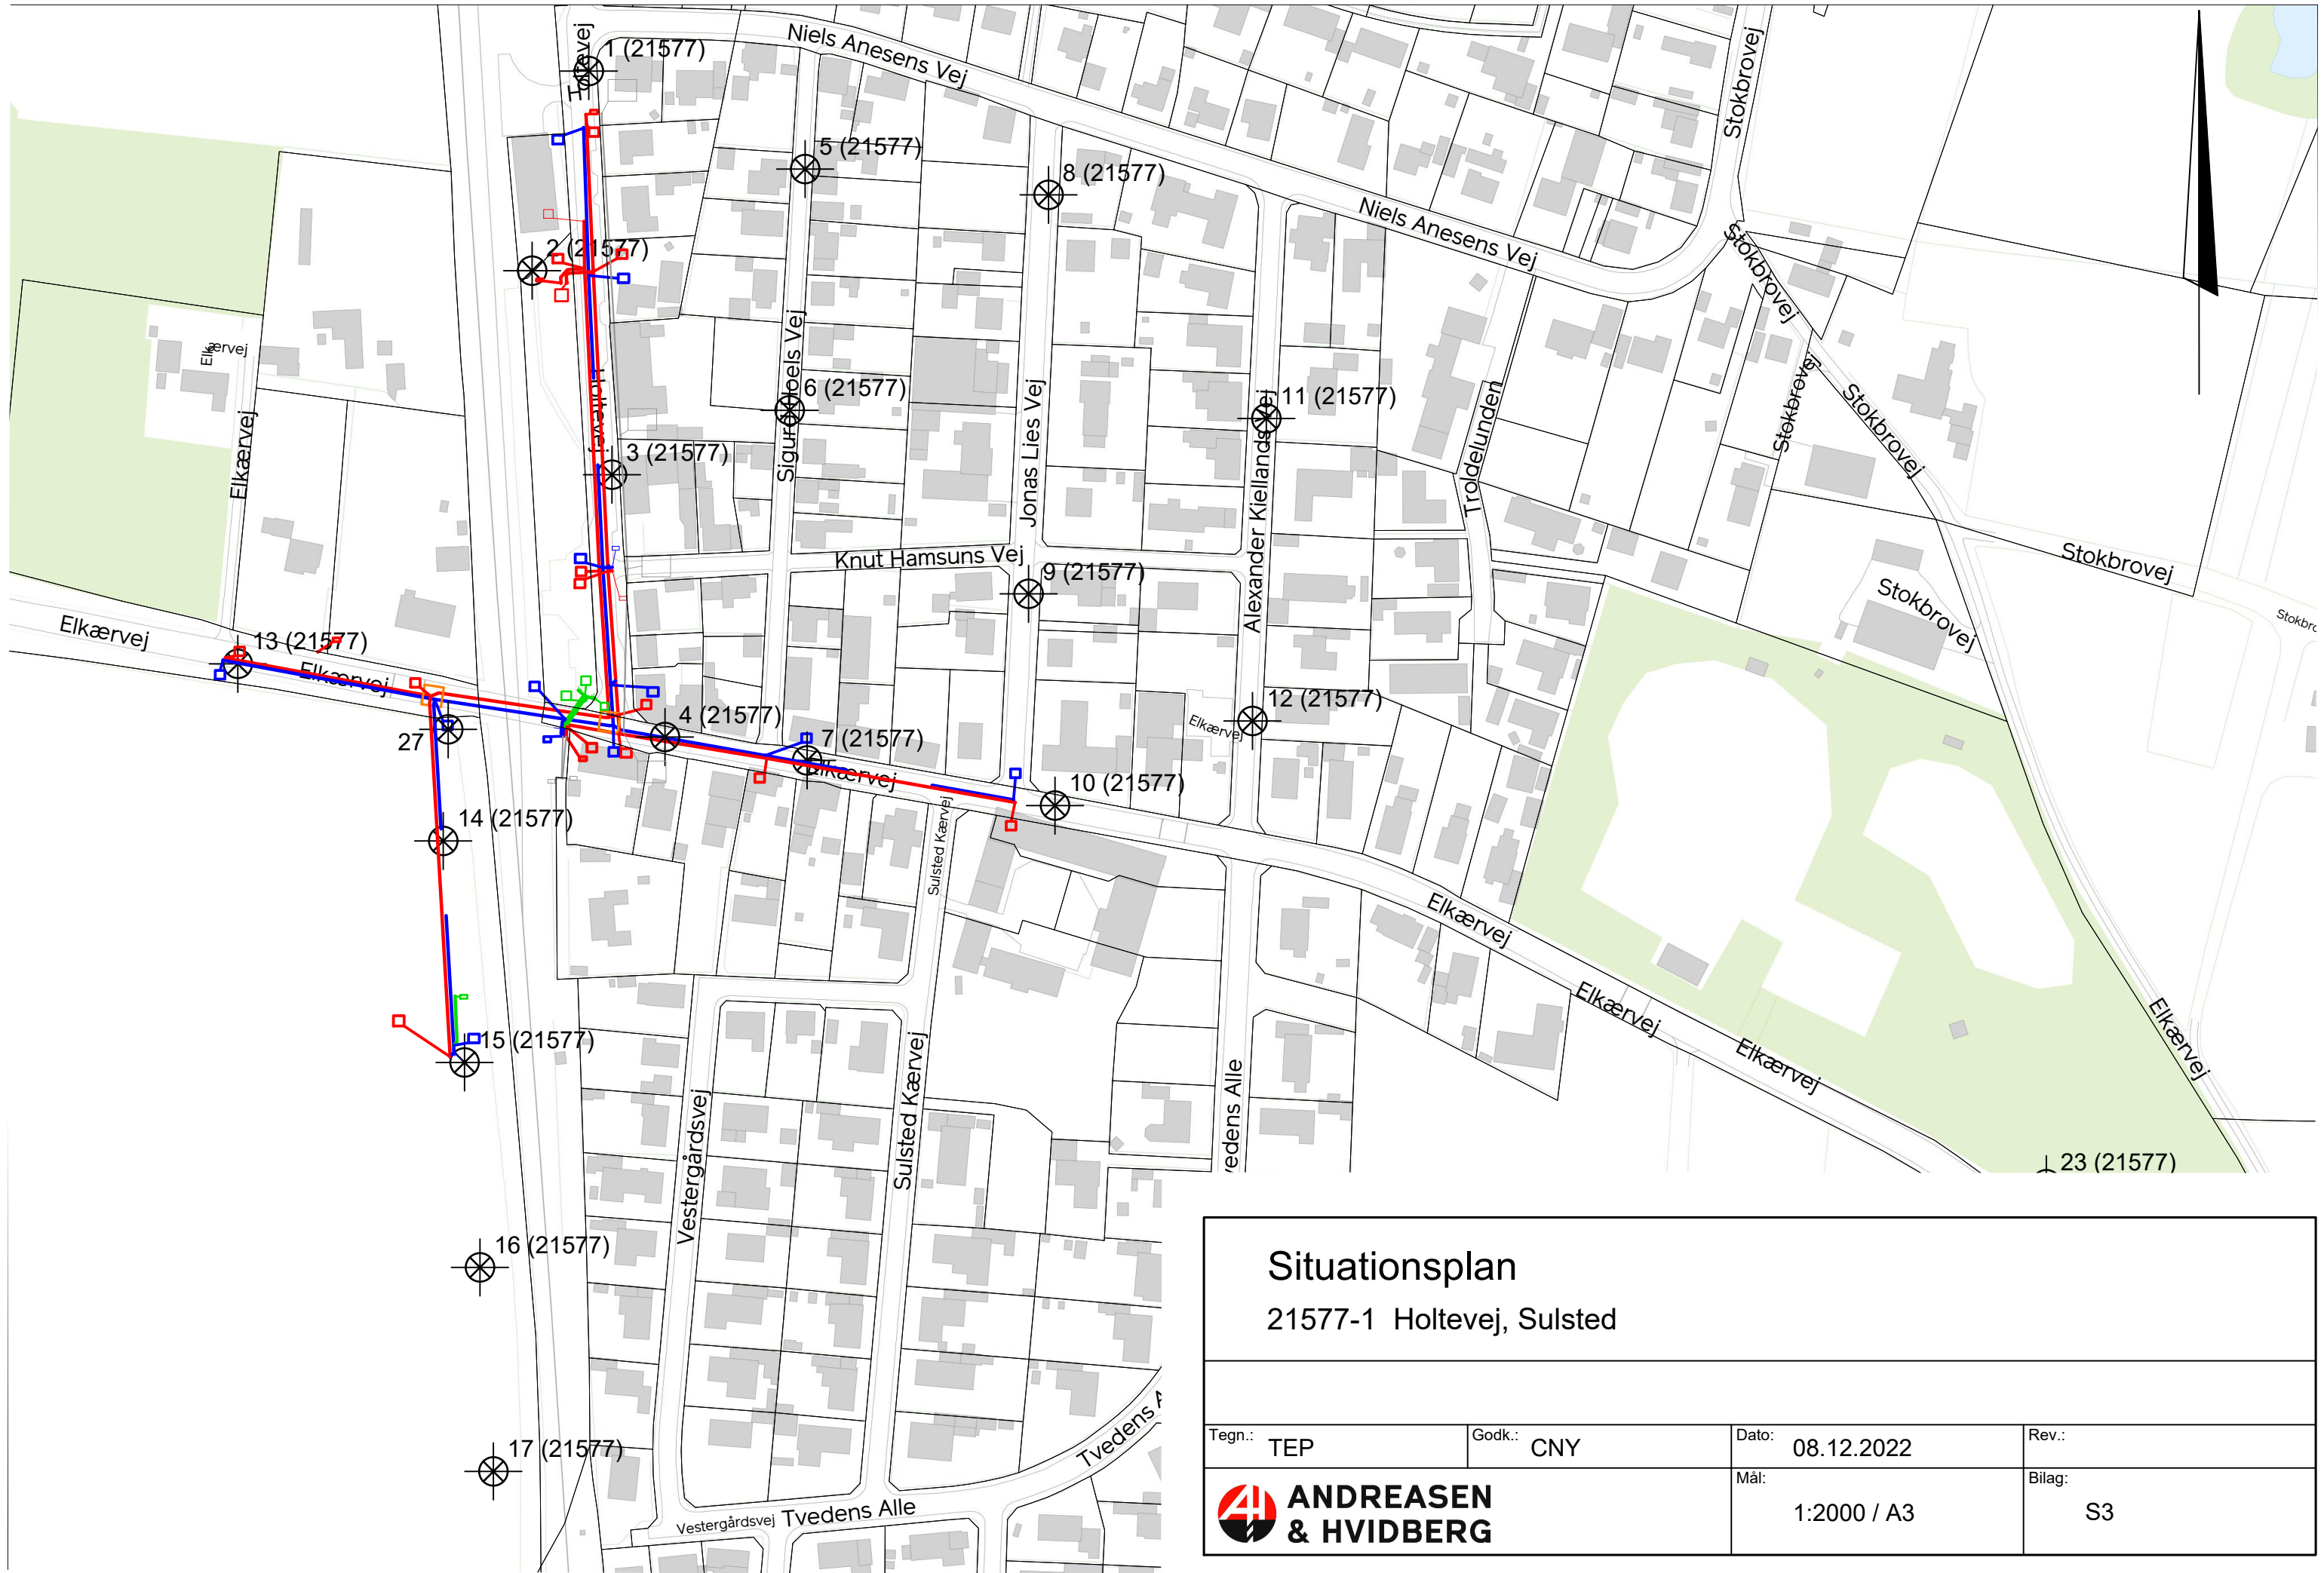 Niels Anesens Vej
Holtevej
1 (21577)
Stokbrovej
5 (21577)
8 (21577)
Niels Anesens Vej
2 (21577)
Stokbrovej
Elkærvej
Sigurd Hoels Vej
6 (21577)
Jonas Lies Vej
11 (21577)
Alexander Kiellands Vej
Troldelunden
Stokbrovej
Stokbrovej
Elkærvej
Holtevej
3 (21577)
Knut Hamsuns Vej
9 (21577)
Stokbrovej
Stokbrovej
Elkærvej
13 (21577)
Elkærvej
4 (21577)
27
7 (21577)
Elkærvej
12 (21577)
Elkærvej
10 (21577)
14 (21577)
Sulsted Kærvej
Elkærvej
Elkærvej
Elkærvej
Elkærvej
15 (21577)
Vestergårdsvej
Sulsted Kærvej
vedens Alle
23 (21577)
16 (21577)
17 (21577)
Vestergårdsvej
Tvedens Alle
Tvedens A
Situationsplan
21577-1 Holtevej, Sulsted
Tegn.: TEP
Godk.: CNY
Dato: 08.12.2022
Rev.:
ANDREASEN
& HVIDBERG
Mål:
1:2000 / A3
Bilag:
S3